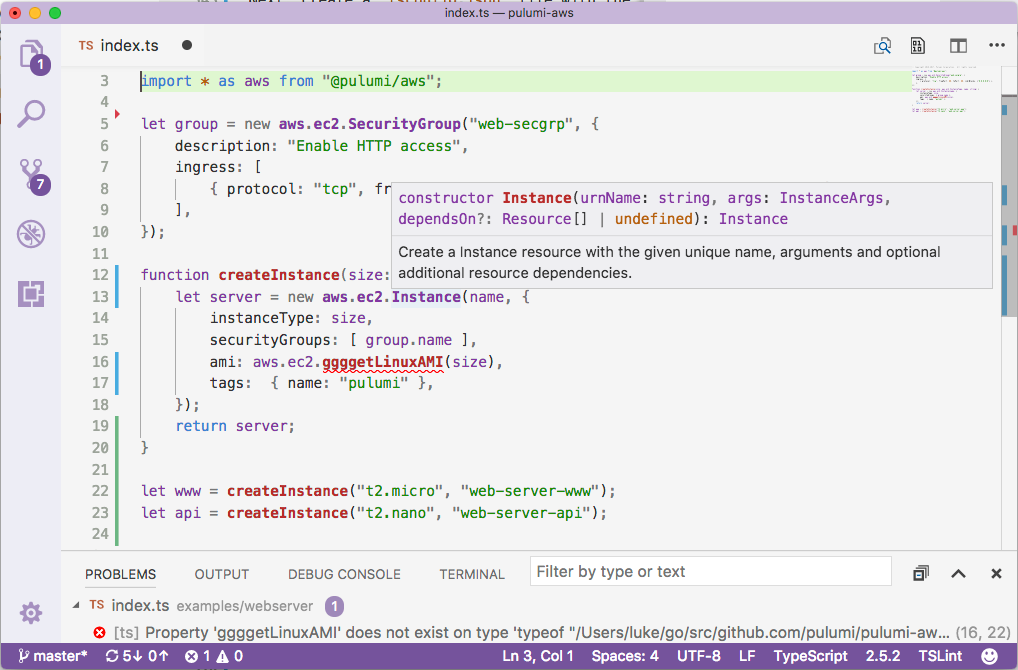 index.ts — pulumi-aws
TS index.ts
1
7
3 import * as aws from "@pulumi/aws";
4
5 let group = new aws.ec2.SecurityGroup("web-secgrp", {
6 description: "Enable HTTP access",
7 ingress: [
8 { protocol: "tcp", fr
9 ],
10 });
11
constructor Instance(urnName: string, args: InstanceArgs,
dependsOn?: Resource[] | undefined): Instance
Create a Instance resource with the given unique name, arguments and optional
additional resource dependencies.
12 function createInstance(size:
13 let server = new aws.ec2.Instance(name, {
14 instanceType: size,
15 securityGroups: [ group.name ],
16 ami: aws.ec2.ggggetLinuxAMI(size),
17 tags: { name: "pulumi" },
18 });
19 return server;
20 }
21
22 let www = createInstance("t2.micro", "web-server-www");
23 let api = createInstance("t2.nano", "web-server-api");
24
PROBLEMS OUTPUT DEBUG CONSOLE TERMINAL Filter by type or text
TS index.ts examples/webserver 1
[ts] Property 'ggggetLinuxAMI' does not exist on type 'typeof "/Users/luke/go/src/github.com/pulumi/pulumi-aw... (16, 22)
master* 5↓ 0↑ 1 0 Ln 3, Col 1 Spaces: 4 UTF-8 LF TypeScript 2.5.2 TSLint